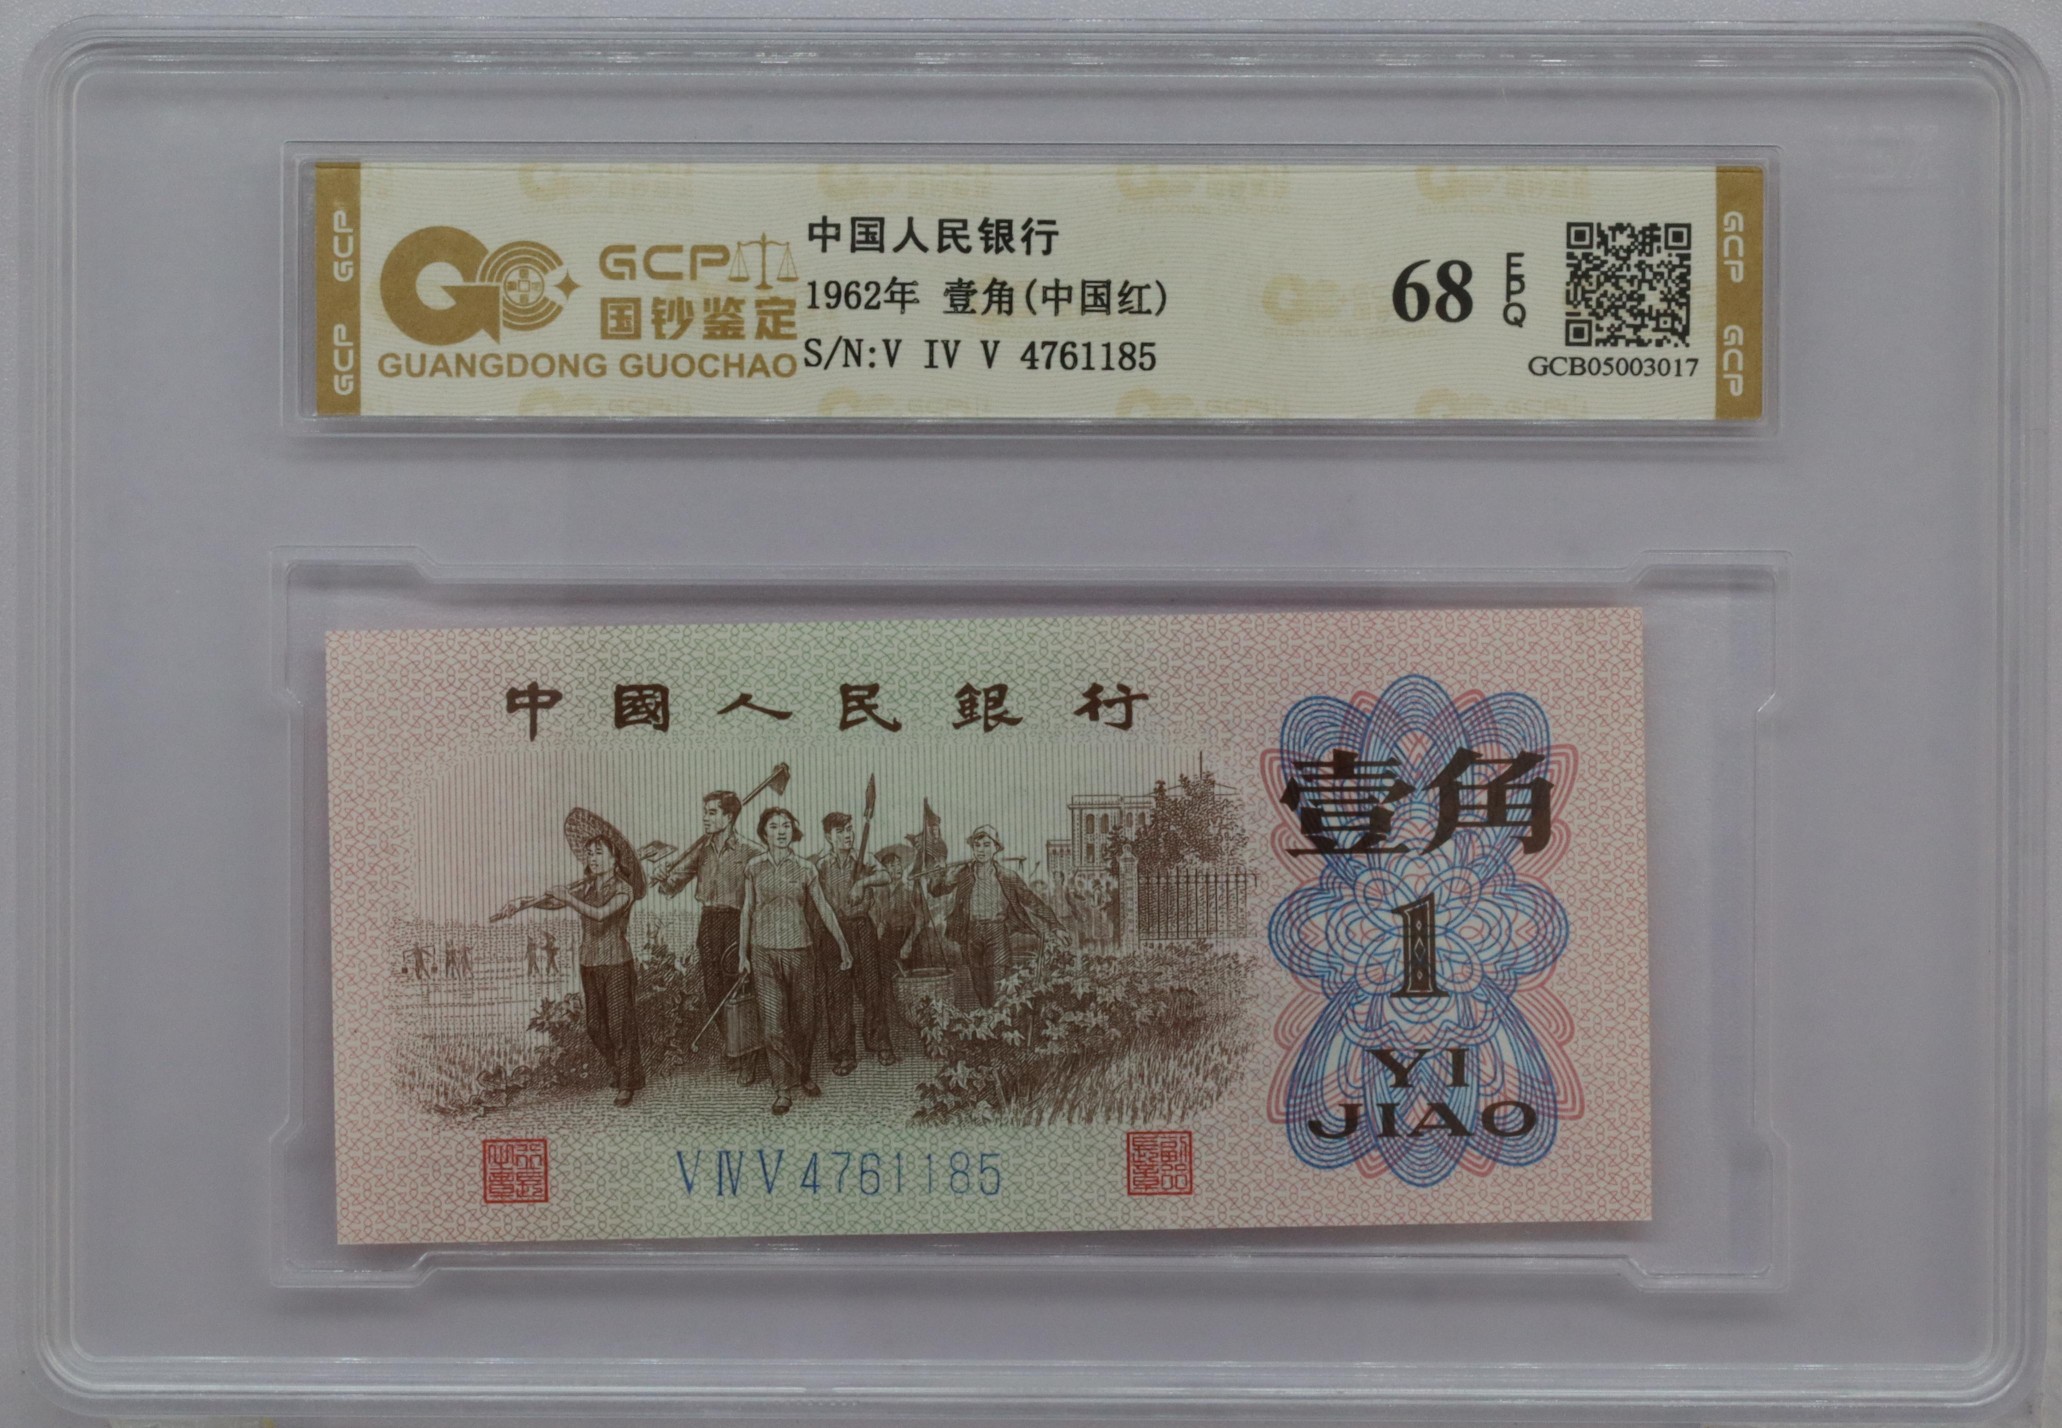 GCP
GCP
GCP
国钞鉴定
GUANGDONG GUOCHAO
中国人民银行
1962年 壹角(中国红)
S/N:V IV V 4761185
68
EPQ
GCB05003017
GCP
GCP
中國人民銀行
壹角
1
YI
JIAO
VⅣV4761185